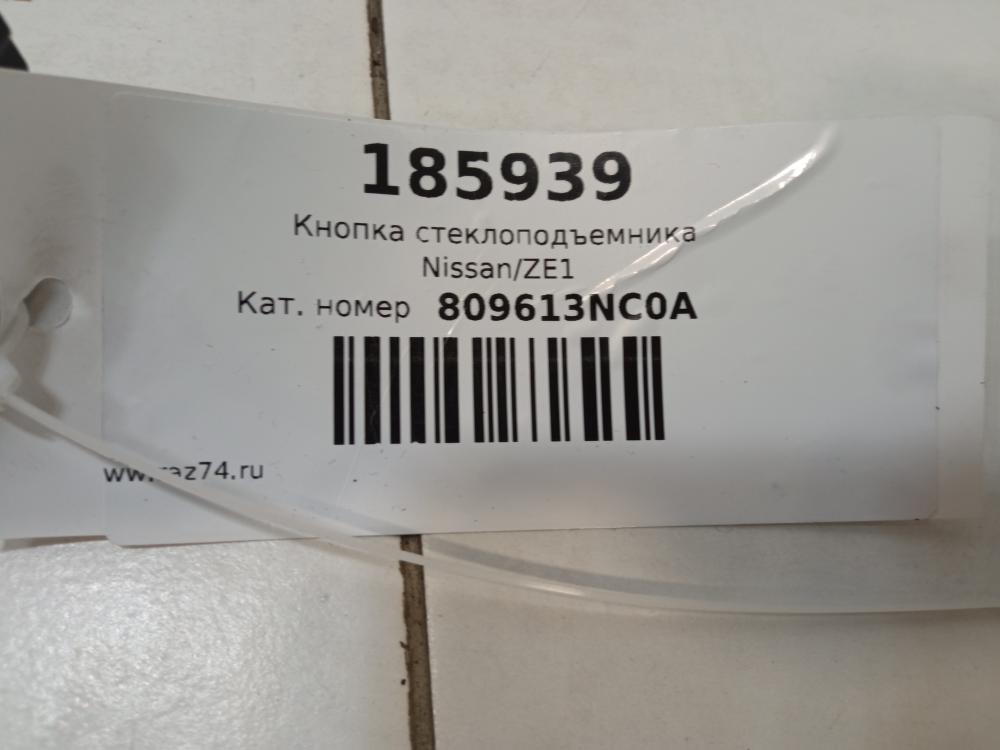 185939
Кнопка стеклоподъемника
Nissan/ZE1
Кат. номер 809613NC0A